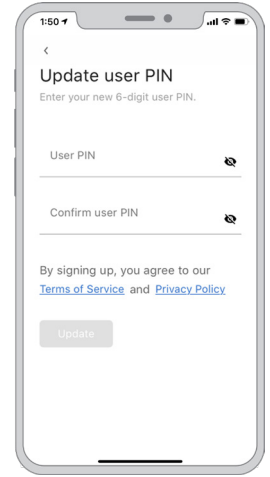 1:50
Update user PIN
Enter your new 6-digit user PIN.
User PIN
Confirm user PIN
By signing up, you agree to our
Terms of Service and Privacy Policy
Update